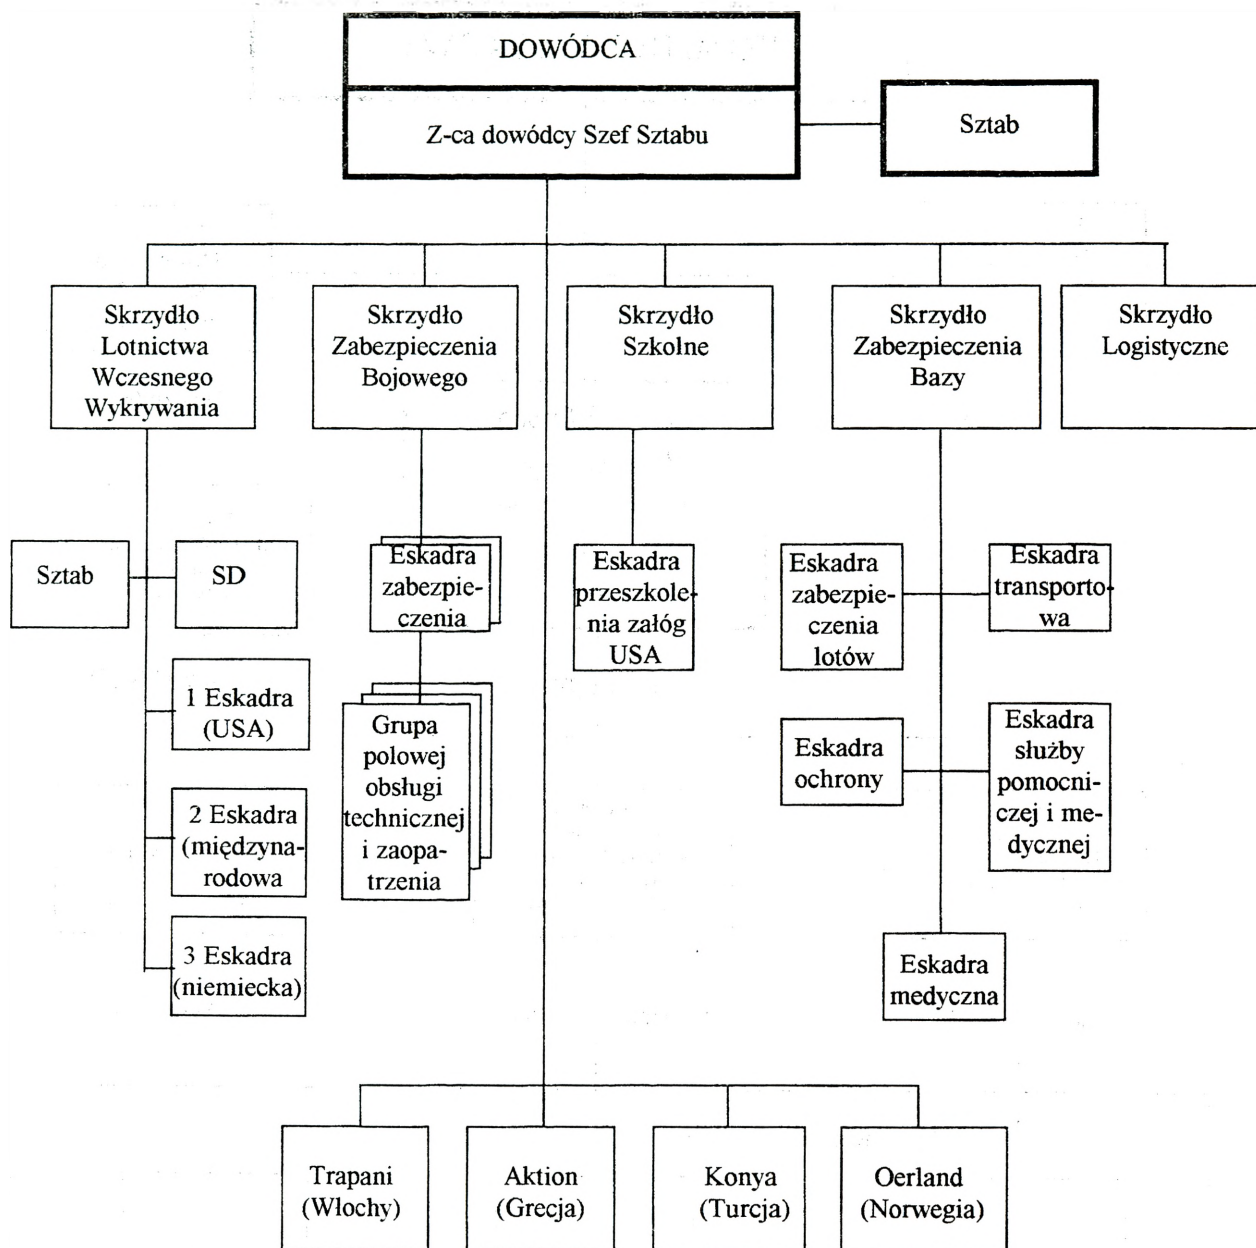 DOWÓDCA
Z-ca dowódcy Szef Sztabu
Sztab
Skrzydło
Lotnictwa
Wczesnego
Wykrywania
Skrzydło
Zabezpieczenia
Bojowego
Skrzydło
Szkolne
Skrzydło
Zabezpieczenia
Bazy
Skrzydło
Logistyczne
Sztab
SD
1 Eskadra
(USA)
2 Eskadra
(międzyna-
rodowa
3 Eskadra
(niemiecka)
Eskadra
zabezpie-
czenia
Grupa
polowej
obsługi
technicznej
i zaopa-
trzenia
Eskadra
przeszkole-
nia załóg
USA
Eskadra
zabezpie-
czenia
lotów
Eskadra
transporto-
wa
Eskadra
ochrony
Eskadra
służby
pomocni-
czej i me-
dycznej
Eskadra
medyczna
Trapani
(Włochy)
Aktion
(Grecja)
Konya
(Turcja)
Oerland
(Norwegia)